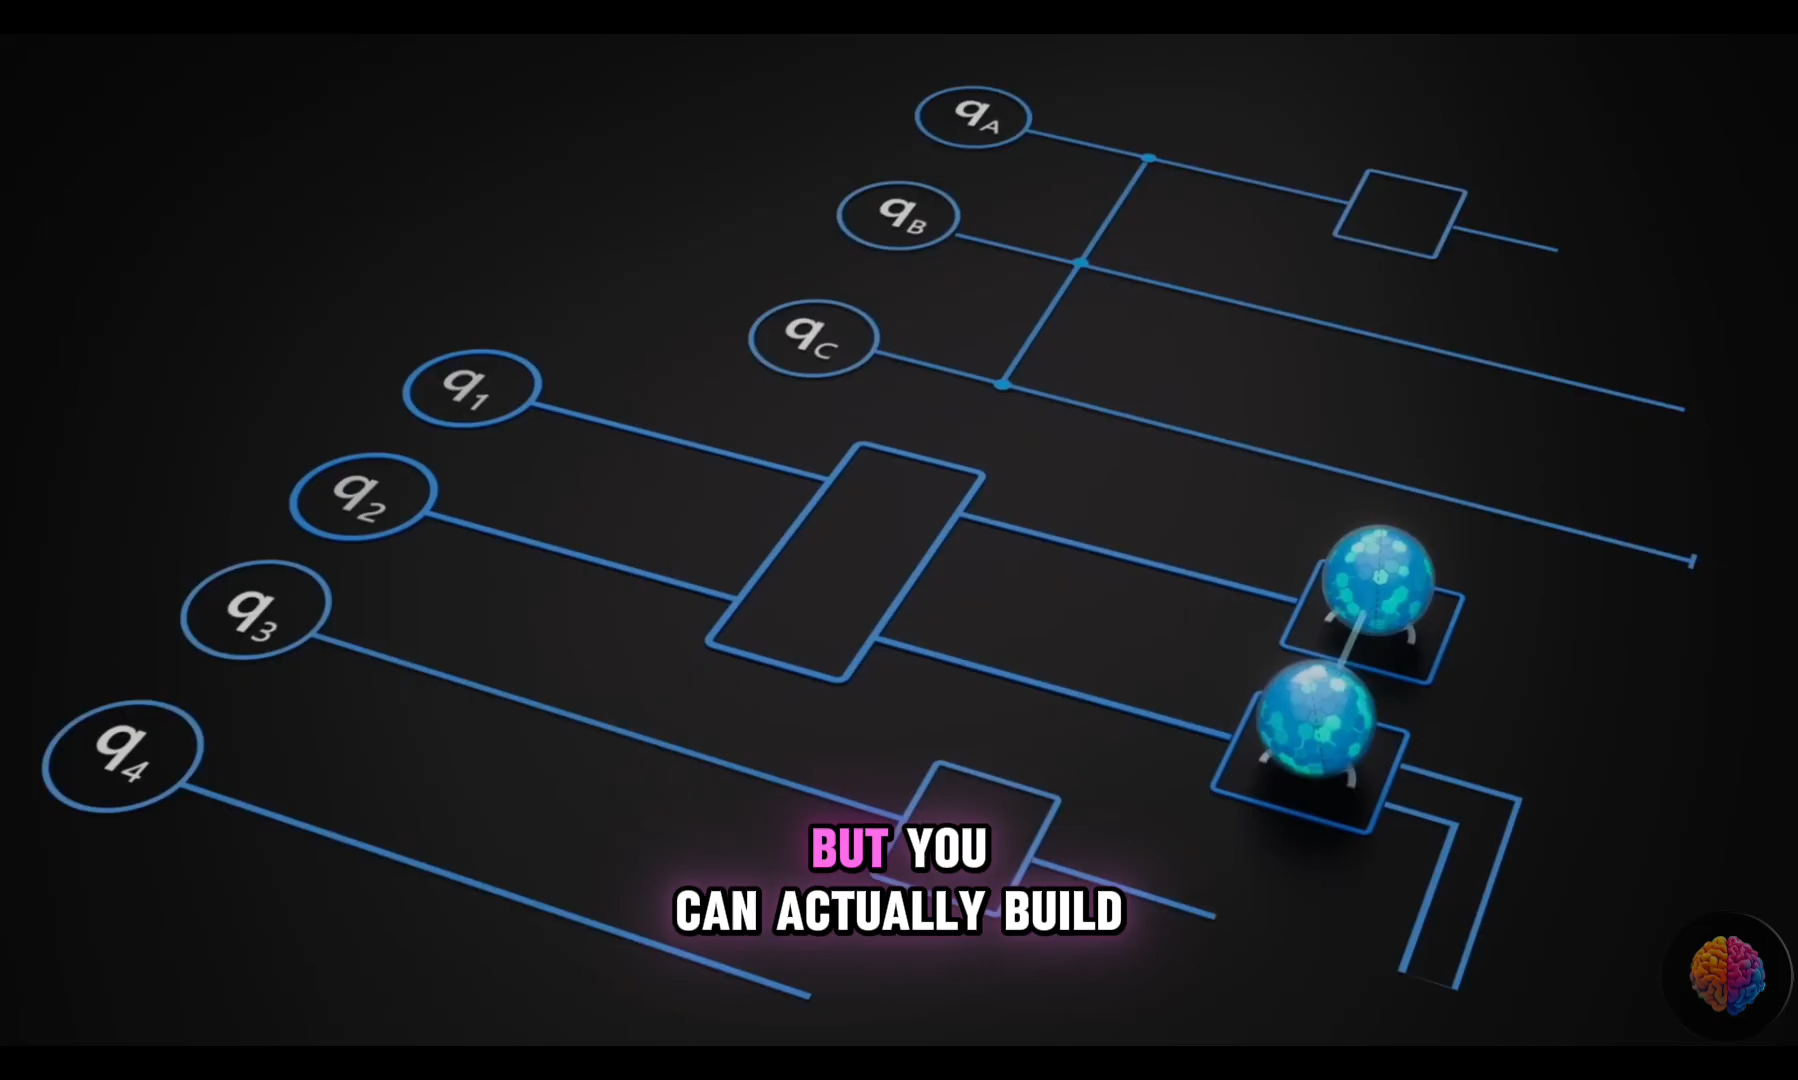 qA
qB
qC
q1
q2
q3
q4
BUT YOU
CAN ACTUALLY BUILD